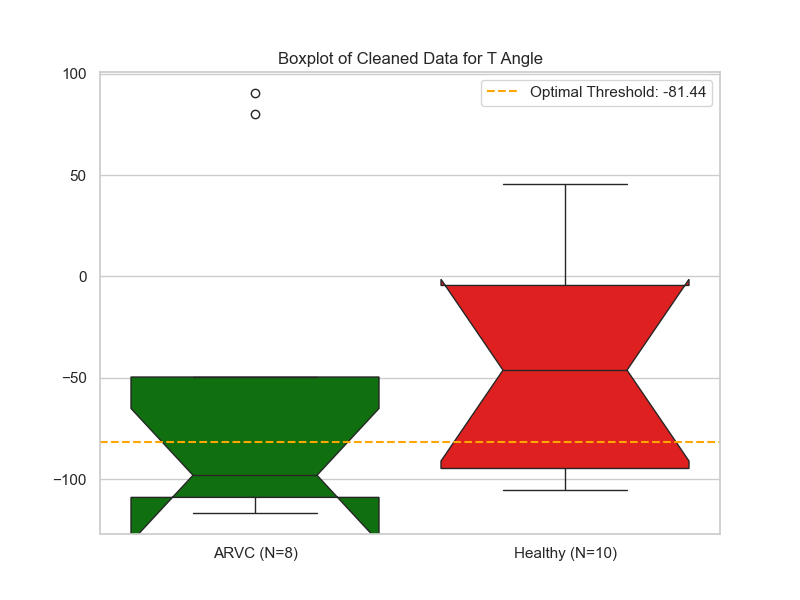 Boxplot of Cleaned Data for T Angle
Optimal Threshold: -81.44
100
50
0
−50
−100
ARVC (N=8)
Healthy (N=10)